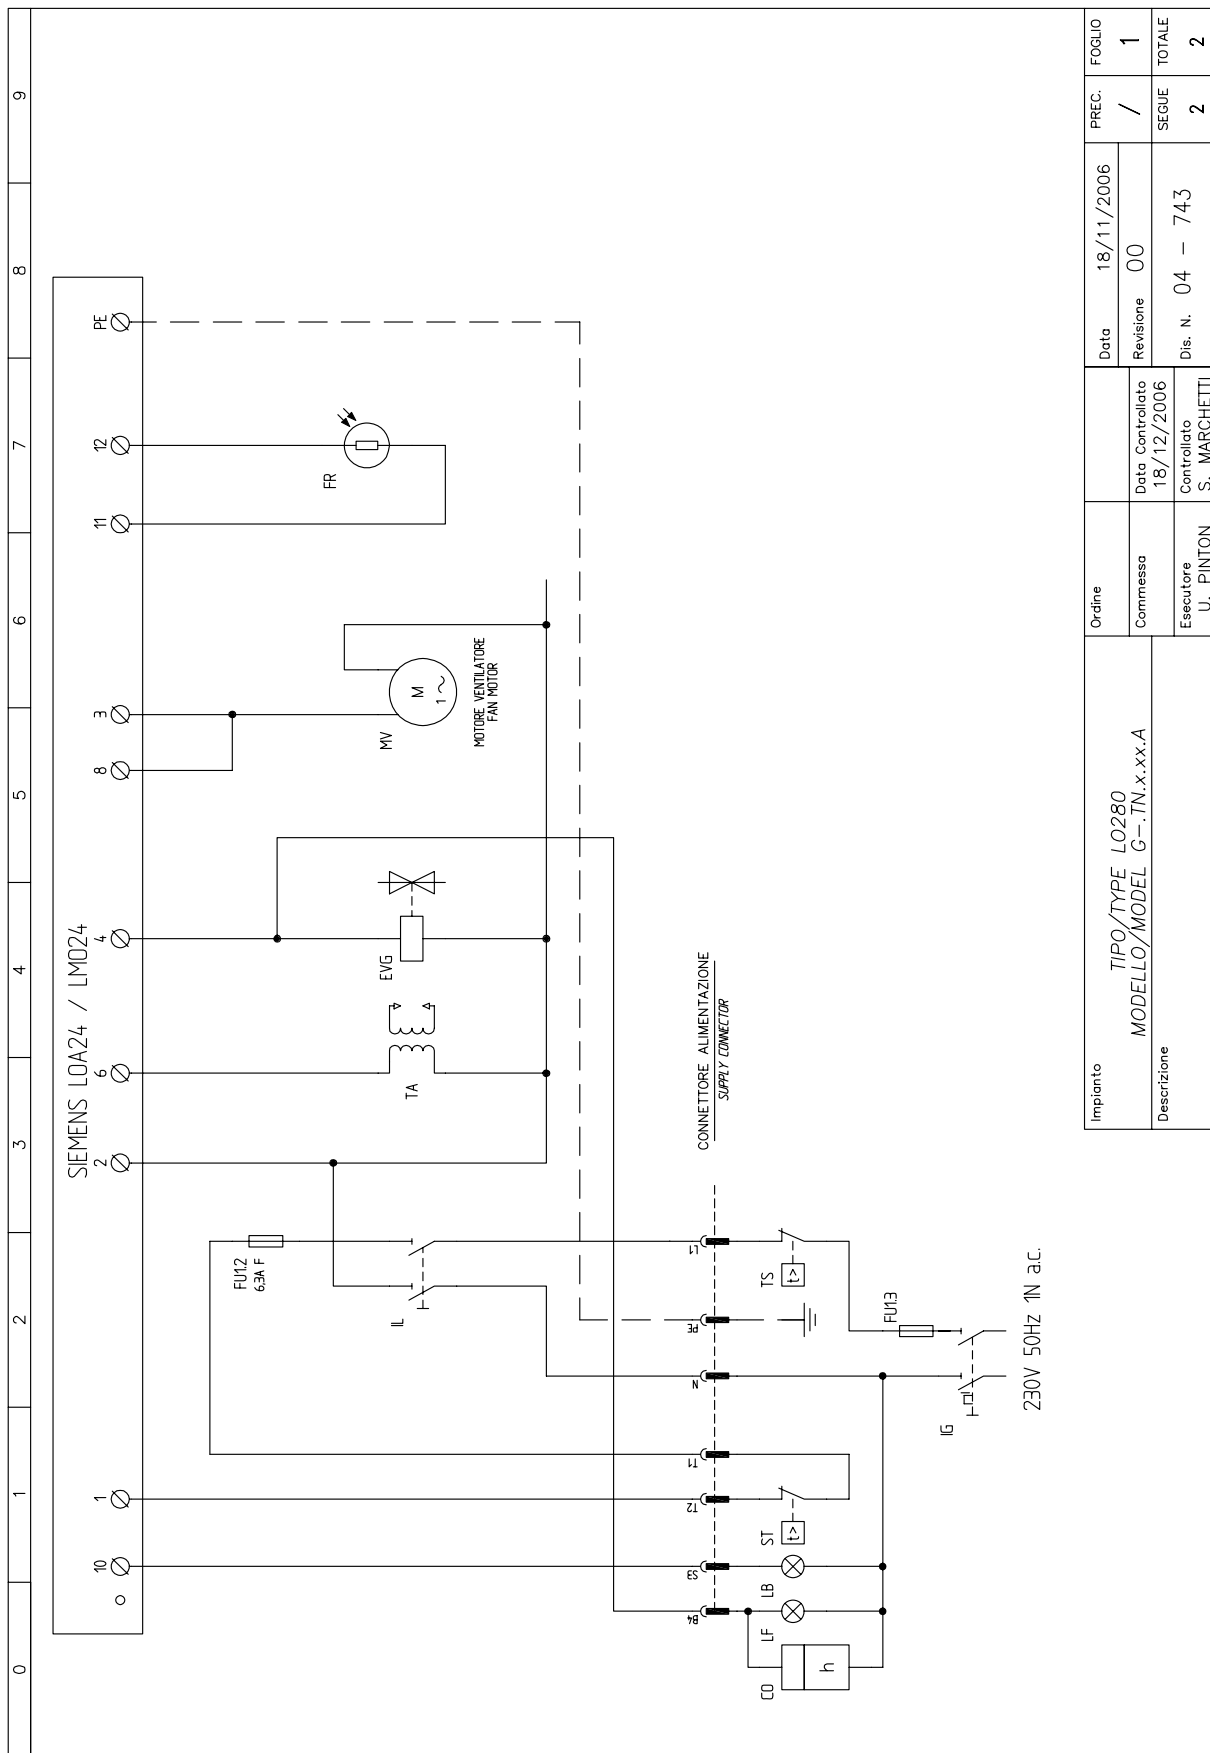 0 1 2 3 4 5 6 7 8 9
SIEMENS LOA24 / LMO24
10 1 2 6 4 8 3 11 12 PE
FU1.2
6,3A F
IL
TA
EVG
MV
M
1~
MOTORE VENTILATORE
FAN MOTOR
FR
CONNETTORE ALIMENTAZIONE
SUPPLY CONNECTOR
B4 S3 T2 T1 N PE L1
CO
h
LF
LB
ST
t>
TS
t>
FU1.3
IG
230V 50Hz 1N a.c.
Impianto
TIPO/TYPE LO280
MODELLO/MODEL G-.TN.x.xx.A
Descrizione
Ordine
Commessa
Esecutore
U. PINTON
Data Controllato
18/12/2006
Controllato
S. MARCHETTI
Data 18/11/2006
Revisione 00
Dis. N. 04 - 743
PREC.
/
FOGLIO
1
SEGUE
2
TOTALE
2